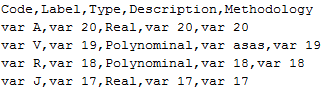 Code,Label,Type,Description,Methodology
var A,var 20,Real,var 20,var 20
var V,var 19,Polynominal,var asas,var 19
var R,var 18,Polynominal,var 18,var 18
var J,var 17,Real,var 17,var 17